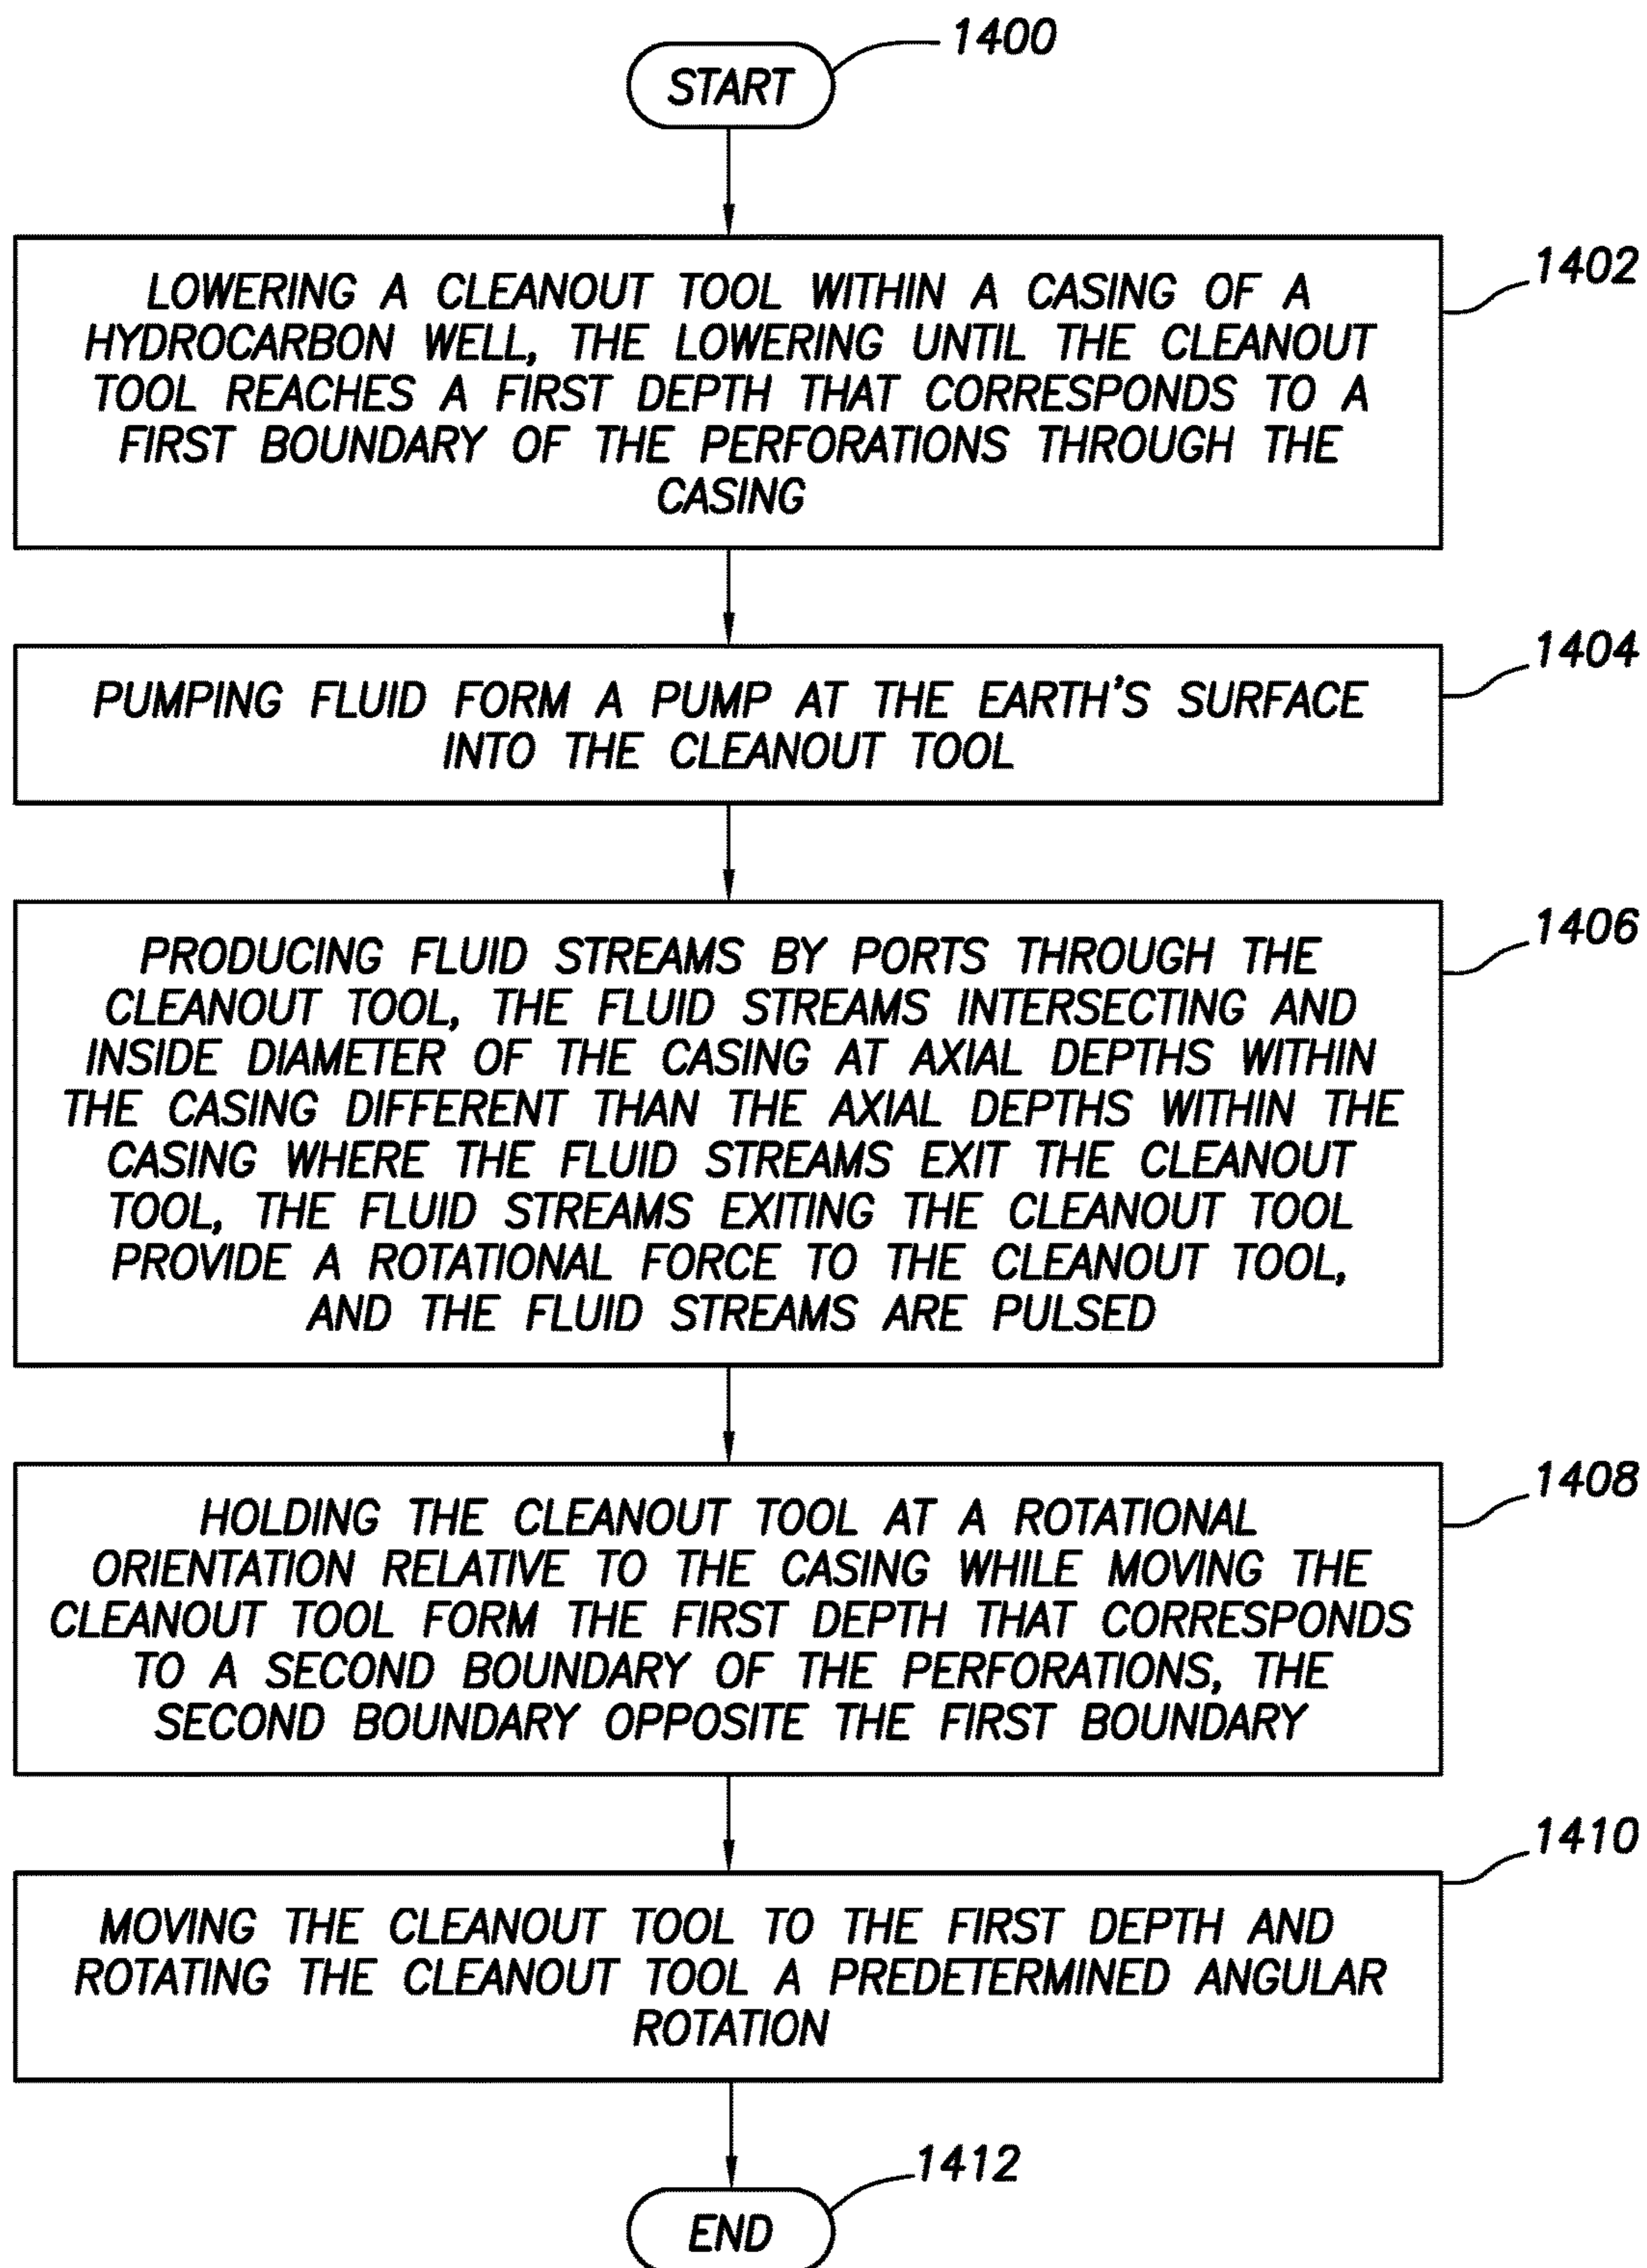 1400
START
1402
LOWERING A CLEANOUT TOOL WITHIN A CASING OF A
HYDROCARBON WELL, THE LOWERING UNTIL THE CLEANOUT
TOOL REACHES A FIRST DEPTH THAT CORRESPONDS TO A
FIRST BOUNDARY OF THE PERFORATIONS THROUGH THE
CASING
1404
PUMPING FLUID FORM A PUMP AT THE EARTH'S SURFACE
INTO THE CLEANOUT TOOL
1406
PRODUCING FLUID STREAMS BY PORTS THROUGH THE
CLEANOUT TOOL, THE FLUID STREAMS INTERSECTING AND
INSIDE DIAMETER OF THE CASING AT AXIAL DEPTHS WITHIN
THE CASING DIFFERENT THAN THE AXIAL DEPTHS WITHIN THE
CASING WHERE THE FLUID STREAMS EXIT THE CLEANOUT
TOOL, THE FLUID STREAMS EXITING THE CLEANOUT TOOL
PROVIDE A ROTATIONAL FORCE TO THE CLEANOUT TOOL,
AND THE FLUID STREAMS ARE PULSED
1408
HOLDING THE CLEANOUT TOOL AT A ROTATIONAL
ORIENTATION RELATIVE TO THE CASING WHILE MOVING THE
CLEANOUT TOOL FORM THE FIRST DEPTH THAT CORRESPONDS
TO A SECOND BOUNDARY OF THE PERFORATIONS, THE
SECOND BOUNDARY OPPOSITE THE FIRST BOUNDARY
1410
MOVING THE CLEANOUT TOOL TO THE FIRST DEPTH AND
ROTATING THE CLEANOUT TOOL A PREDETERMINED ANGULAR
ROTATION
1412
END